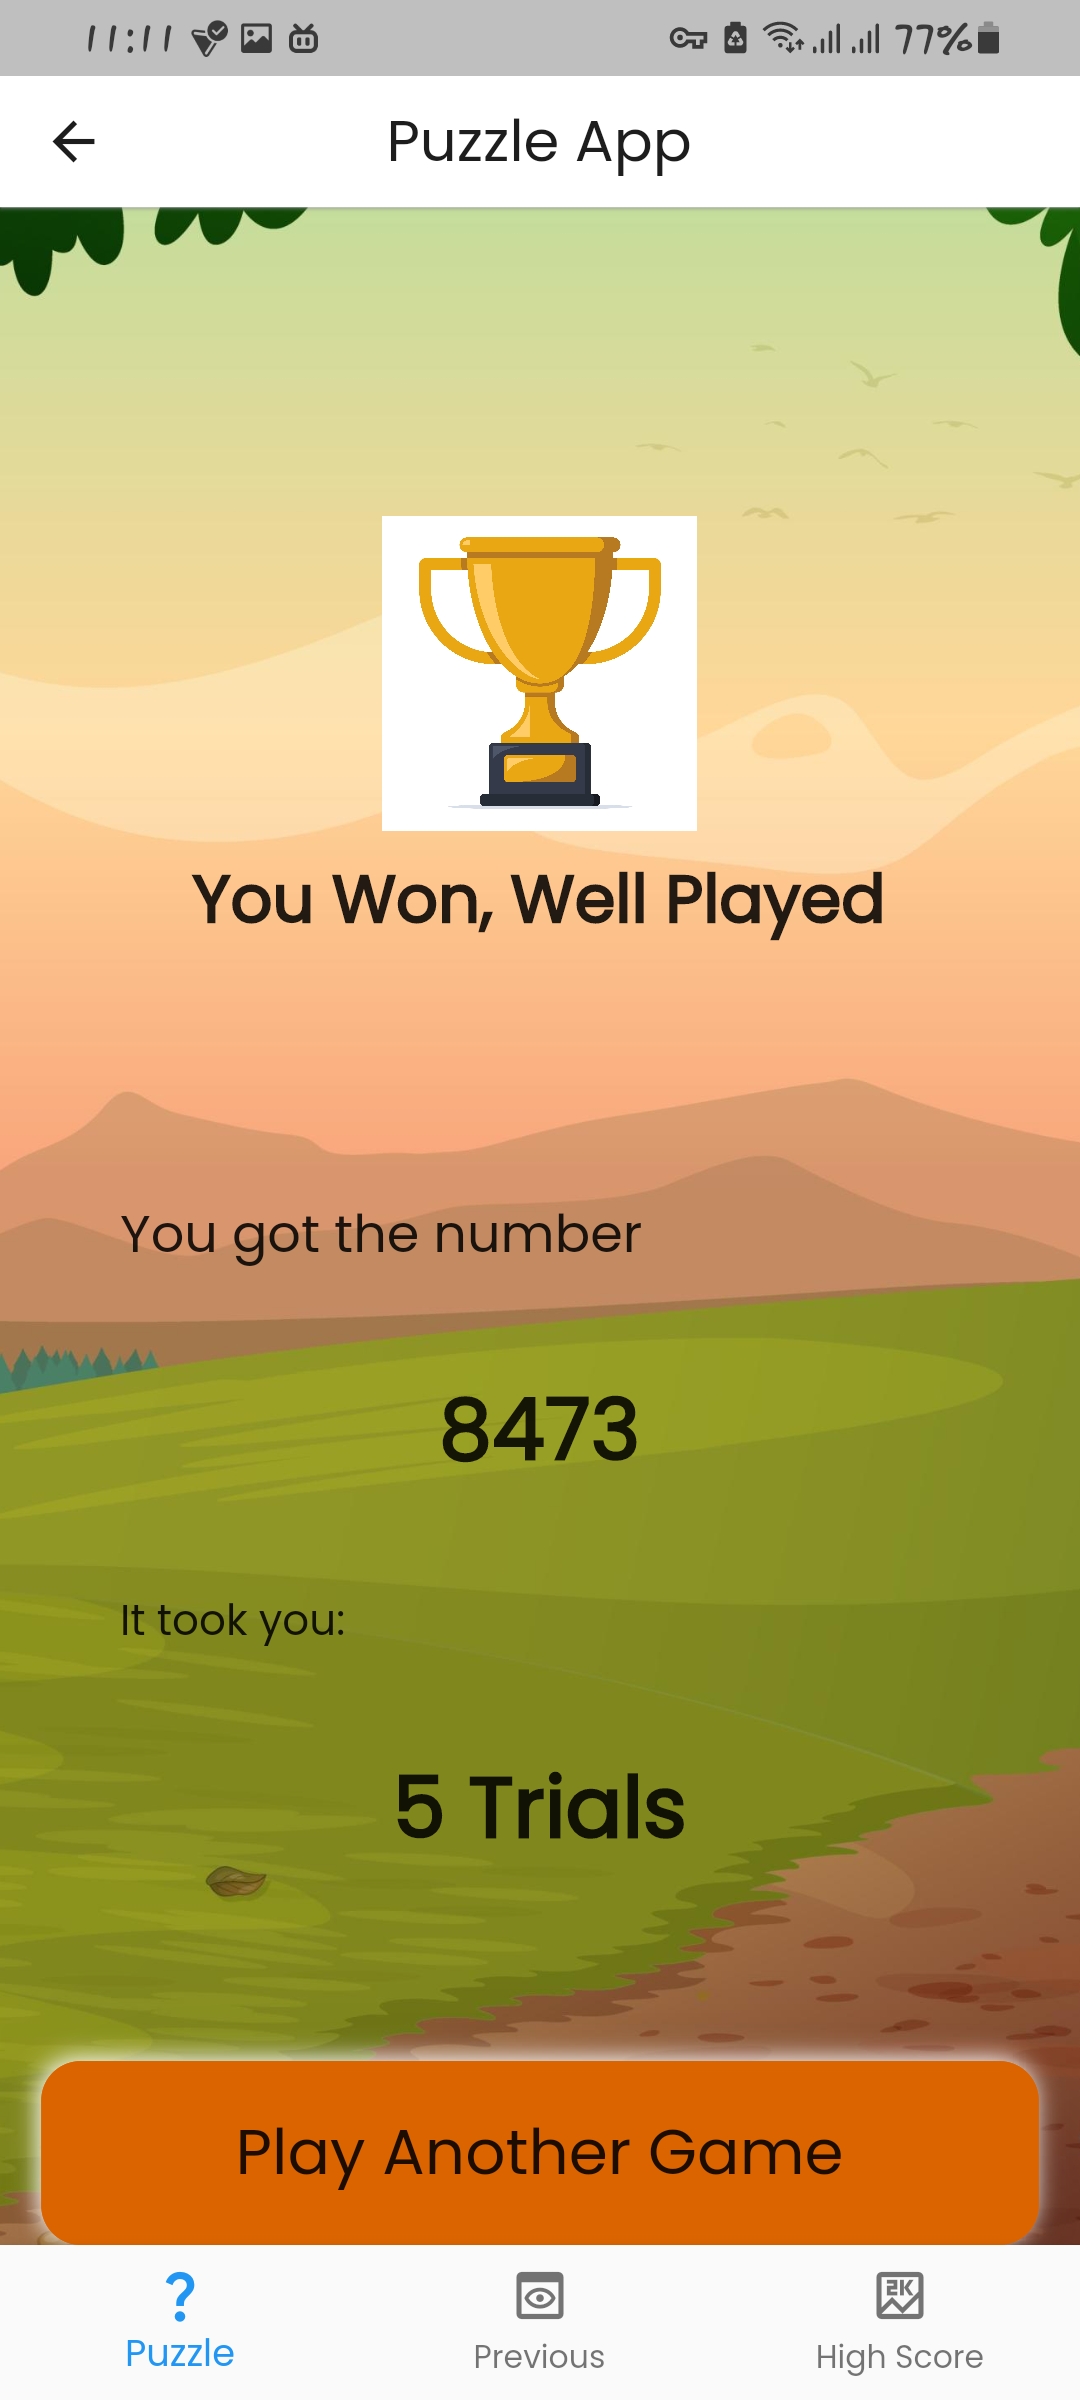 11:11
77%
Puzzle App
You Won, Well Played
You got the number
8473
It took you:
5 Trials
Play Another Game
?
2K
Puzzle
Previous
High Score